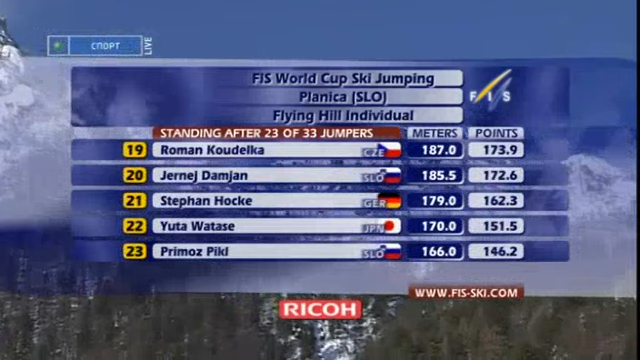 СПОРТ
LIVE
FIS World Cup Ski Jumping
Planica (SLO)
Flying Hill Individual
FIS
STANDING AFTER 23 OF 33 JUMPERS METERS POINTS
19 Roman Koudelka CZE 187.0 173.9
20 Jernej Damjan SLO 185.5 172.6
21 Stephan Hocke GER 179.0 162.3
22 Yuta Watase JPN 170.0 151.5
23 Primoz Pikl SLO 166.0 146.2
WWW.FIS-SKI.COM
RICOH